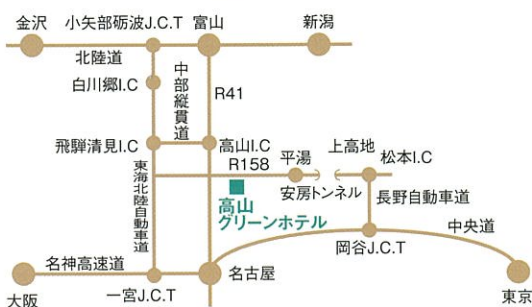 金沢
小矢部砺波J.C.T
富山
新潟
北陸道
白川郷I.C
中部縦貫道
R41
飛騨清見I.C
高山I.C
R158
平湯
上高地
松本I.C
安房トンネル
長野自動車道
東海北陸自動車道
高山
グリーンホテル
中央道
岡谷J.C.T
名神高速道
大阪
一宮J.C.T
名古屋
東京